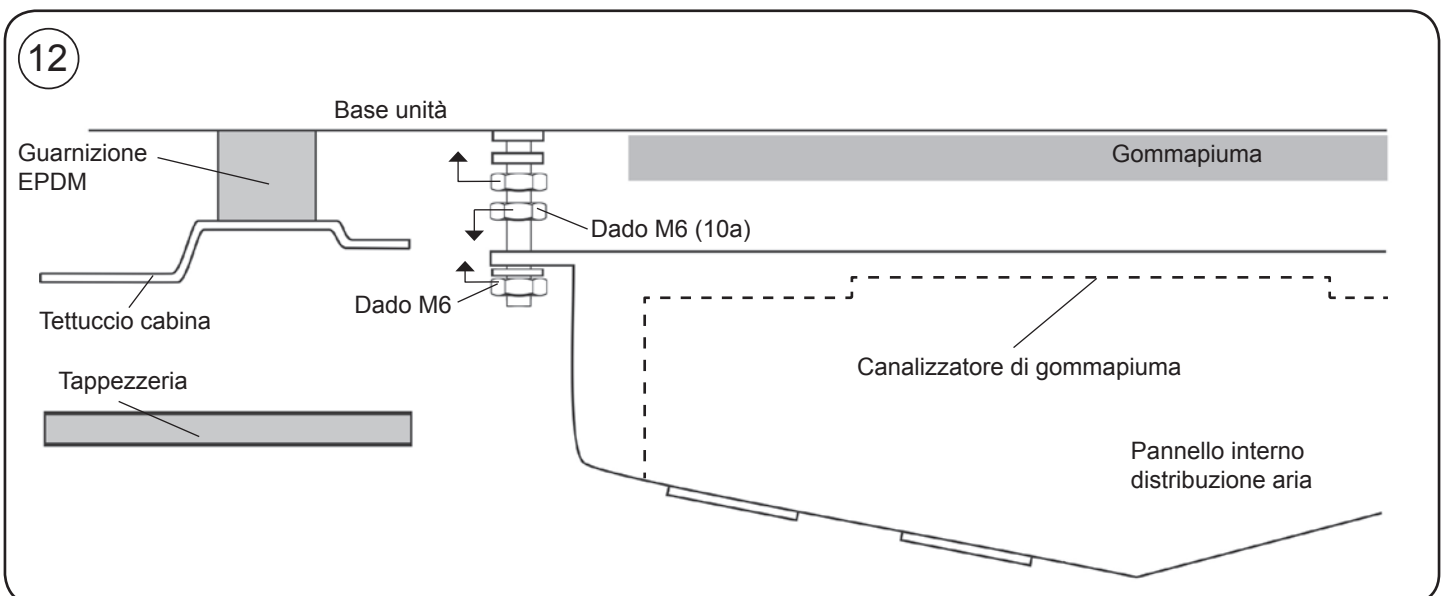 12
Base unità
Guarnizione
EPDM
Gommapiuma
Dado M6 (10a)
Dado M6
Tettuccio cabina
Canalizzatore di gommapiuma
Tappezzeria
Pannello interno
distribuzione aria